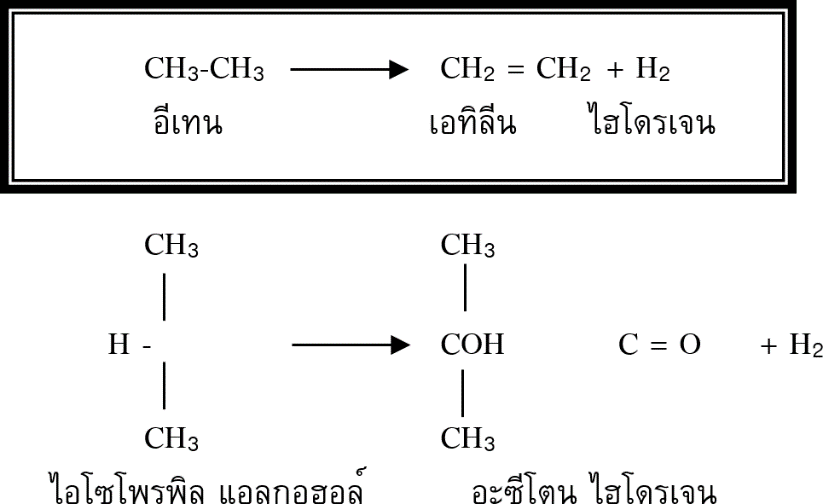 CH₃-CH₃ ⟶ CH₂ = CH₂ + H₂
อีเทน เอทิลีน ไฮโดรเจน
CH₃ CH₃
H - ⟶ COH C = O + H₂
CH₃ CH₃
ไอโซโพรพิล แอลกอฮอล์ อะซีโตน ไฮโดรเจน